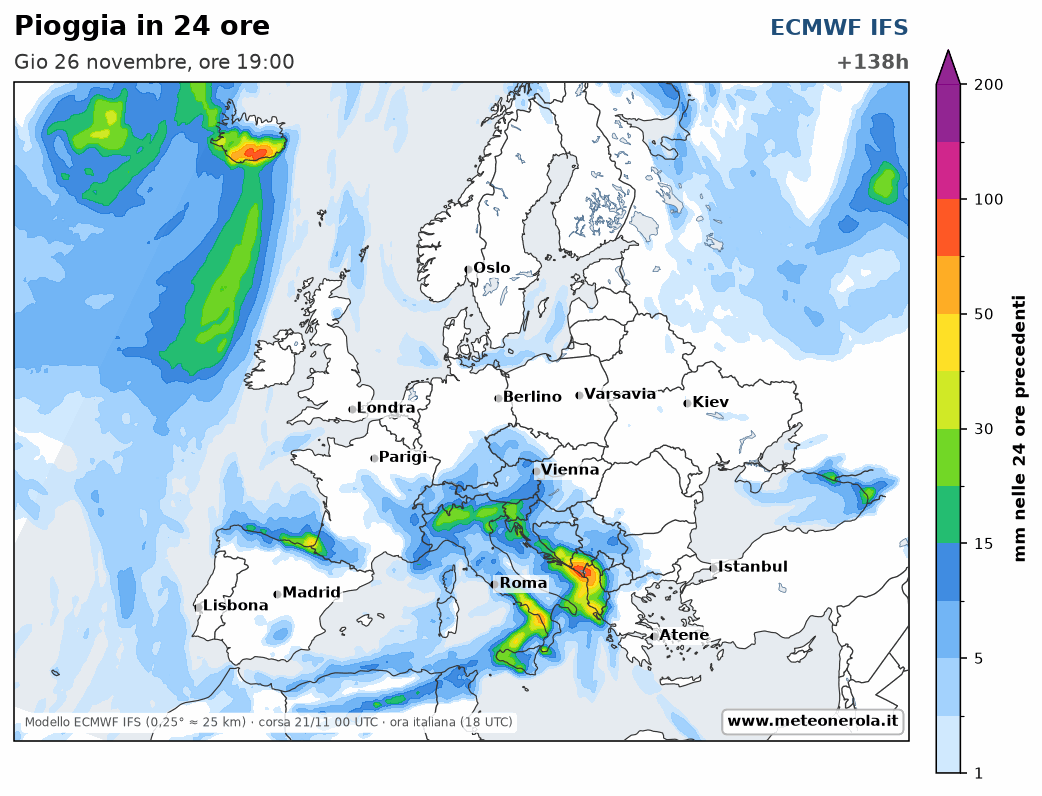 Pioggia in 24 ore
ECMWF IFS
Gio 26 novembre, ore 19:00
+138h
200
100
50
30
15
5
1
mm nelle 24 ore precedenti
Oslo
Berlino
Varsavia
Kiev
Londra
Parigi
Vienna
Istanbul
Roma
Madrid
Lisbona
Atene
Modello ECMWF IFS (0,25° ≈ 25 km) · corsa 21/11 00 UTC · ora italiana (18 UTC)
www.meteonerola.it